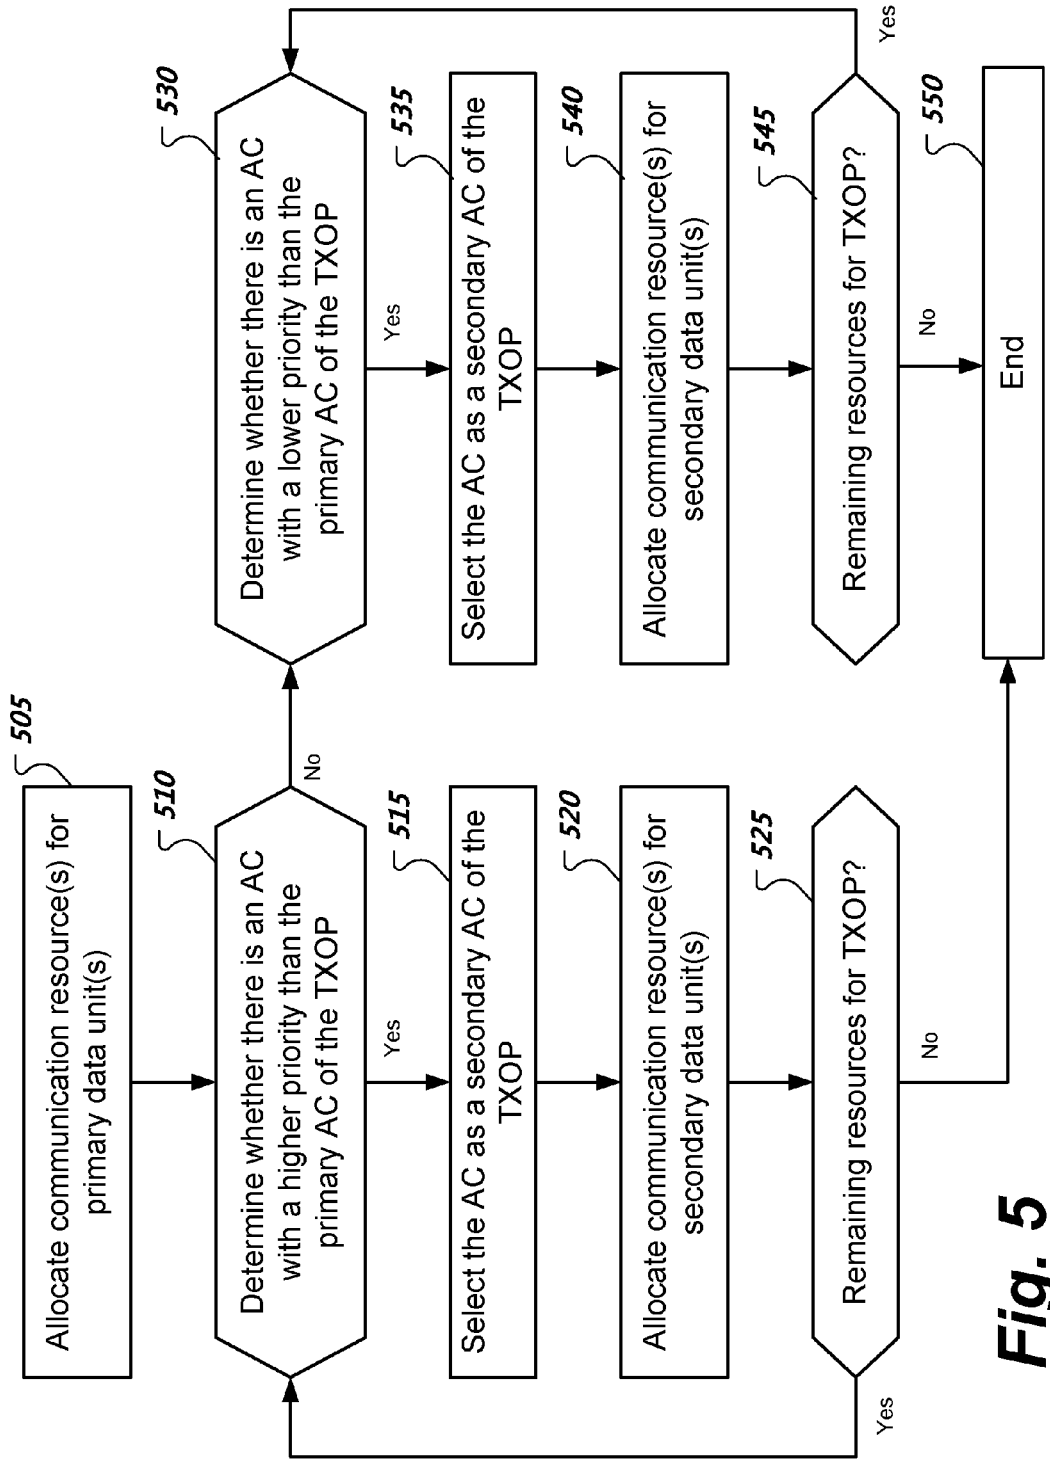 505
Allocate communication resource(s) for
primary data unit(s)
510
Determine whether there is an AC
with a higher priority than the
primary AC of the TXOP
No
Yes
515
Select the AC as a secondary AC of the
TXOP
520
Allocate communication resource(s) for
secondary data unit(s)
525
Remaining resources for TXOP?
Yes
No
530
Determine whether there is an AC
with a lower priority than the
primary AC of the TXOP
Yes
535
Select the AC as a secondary AC of the
TXOP
540
Allocate communication resource(s) for
secondary data unit(s)
545
Remaining resources for TXOP?
Yes
No
550
End
Fig. 5